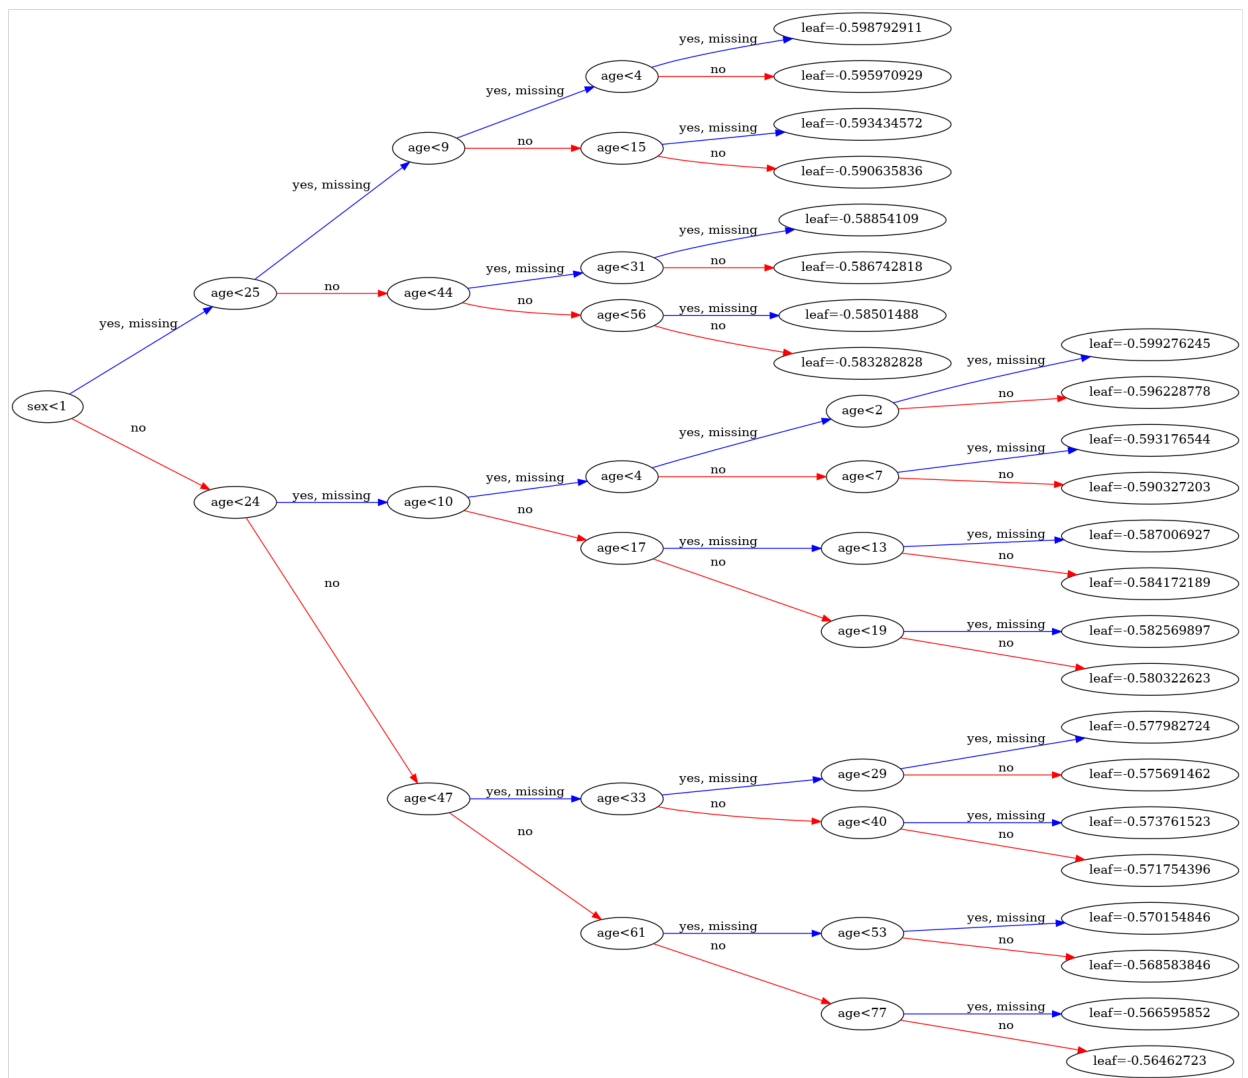 leaf=-0.598792911
yes, missing
age<4
no
leaf=-0.595970929
yes, missing
leaf=-0.593434572
yes, missing
age<9
no
age<15
no
leaf=-0.590635836
yes, missing
leaf=-0.58854109
yes, missing
age<31
no
leaf=-0.586742818
yes, missing
age<25
no
age<44
no
age<56
yes, missing
leaf=-0.58501488
no
leaf=-0.583282828
yes, missing
sex<1
no
leaf=-0.599276245
yes, missing
age<2
no
leaf=-0.596228778
yes, missing
leaf=-0.593176544
yes, missing
age<4
no
age<7
no
leaf=-0.590327203
yes, missing
age<24
yes, missing
age<10
no
leaf=-0.587006927
yes, missing
age<17
yes, missing
age<13
no
leaf=-0.584172189
no
age<19
yes, missing
leaf=-0.582569897
no
leaf=-0.580322623
no
leaf=-0.577982724
yes, missing
age<29
no
leaf=-0.575691462
yes, missing
age<47
yes, missing
age<33
no
age<40
yes, missing
leaf=-0.573761523
no
leaf=-0.571754396
no
leaf=-0.570154846
yes, missing
age<61
yes, missing
age<53
no
leaf=-0.568583846
no
age<77
yes, missing
leaf=-0.566595852
no
leaf=-0.56462723